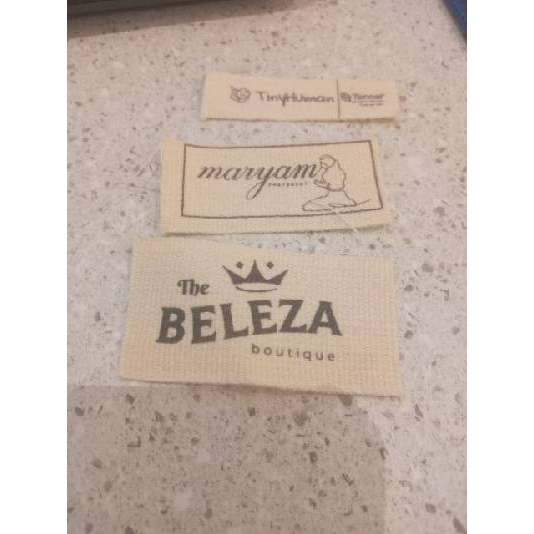 TinyHuman
maryam
The
BELEZA
boutique